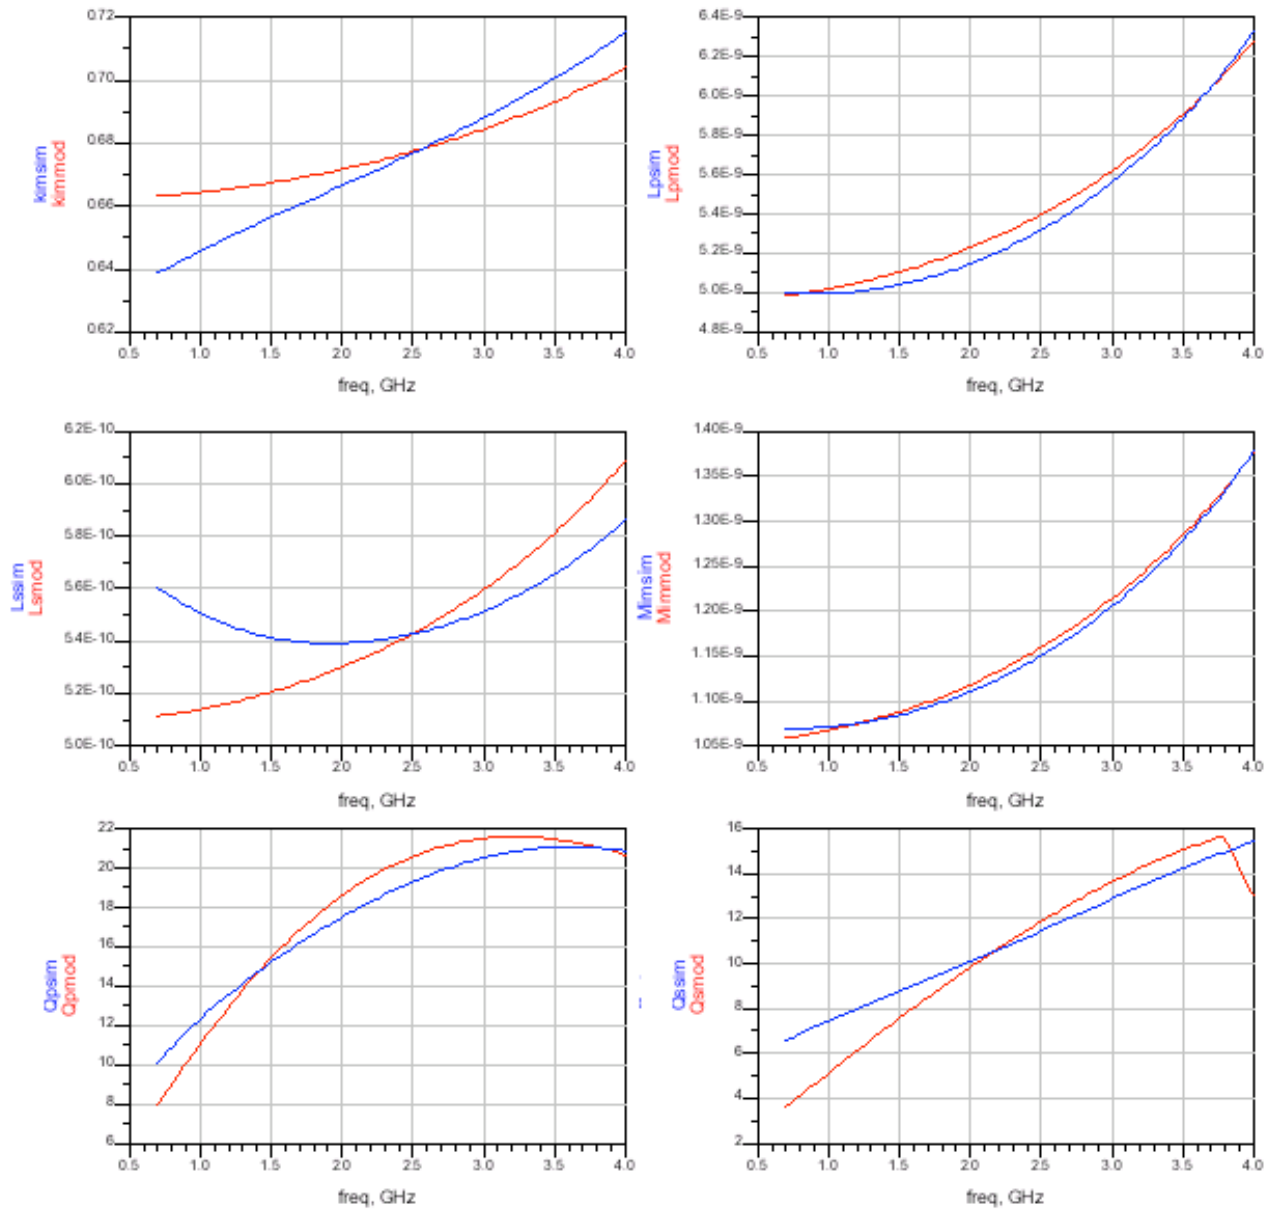 kimsim
kimmod
0.72
0.70
0.68
0.66
0.64
0.62
0.5 1.0 1.5 2.0 2.5 3.0 3.5 4.0
freq, GHz
Lpsim
Lpmod
6.4E-9
6.2E-9
6.0E-9
5.8E-9
5.6E-9
5.4E-9
5.2E-9
5.0E-9
4.8E-9
0.5 1.0 1.5 2.0 2.5 3.0 3.5 4.0
freq, GHz
Lssim
Lsmod
6.2E-10
6.0E-10
5.8E-10
5.6E-10
5.4E-10
5.2E-10
5.0E-10
0.5 1.0 1.5 2.0 2.5 3.0 3.5 4.0
freq, GHz
Mimsim
Mimmod
1.40E-9
1.35E-9
1.30E-9
1.25E-9
1.20E-9
1.15E-9
1.10E-9
1.05E-9
0.5 1.0 1.5 2.0 2.5 3.0 3.5 4.0
freq, GHz
Qpsim
Qpmod
22
20
18
16
14
12
10
8
6
0.5 1.0 1.5 2.0 2.5 3.0 3.5 4.0
freq, GHz
Qssim
Qsmod
16
14
12
10
8
6
4
2
0.5 1.0 1.5 2.0 2.5 3.0 3.5 4.0
freq, GHz